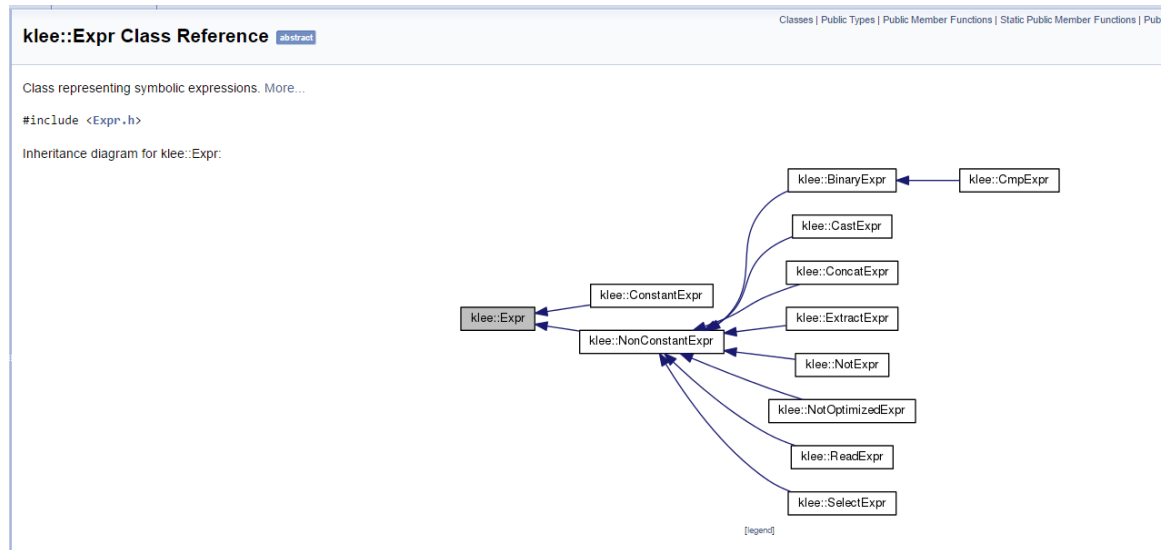 Classes | Public Types | Public Member Functions | Static Public Member Functions | Pub
klee::Expr Class Reference abstract
Class representing symbolic expressions. More...
#include <Expr.h>
Inheritance diagram for klee::Expr:
klee::BinaryExpr
klee::CmpExpr
klee::CastExpr
klee::ConcatExpr
klee::ConstantExpr
klee::Expr
klee::ExtractExpr
klee::NonConstantExpr
klee::NotExpr
klee::NotOptimizedExpr
klee::ReadExpr
klee::SelectExpr
[legend]